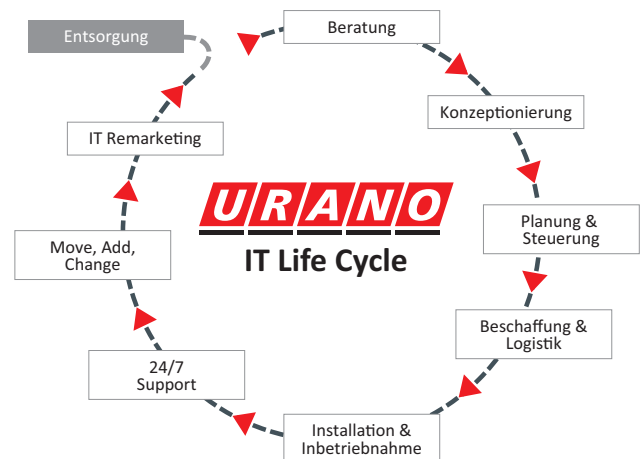 Entsorgung
Beratung
Konzeptionierung
IT Remarketing
URANO
IT Life Cycle
Planung &
Steuerung
Move, Add,
Change
Beschaffung &
Logistik
24/7
Support
Installation &
Inbetriebnahme